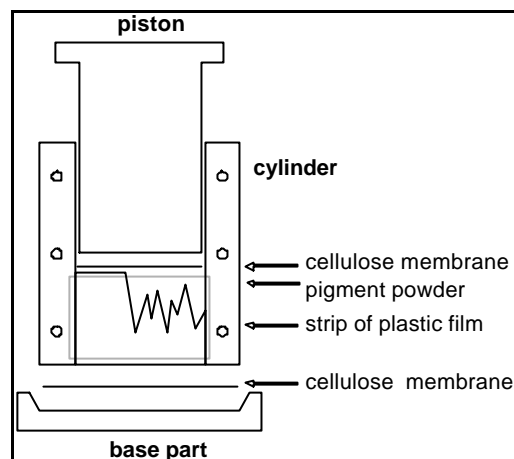 piston
cylinder
cellulose membrane
pigment powder
strip of plastic film
cellulose membrane
base part